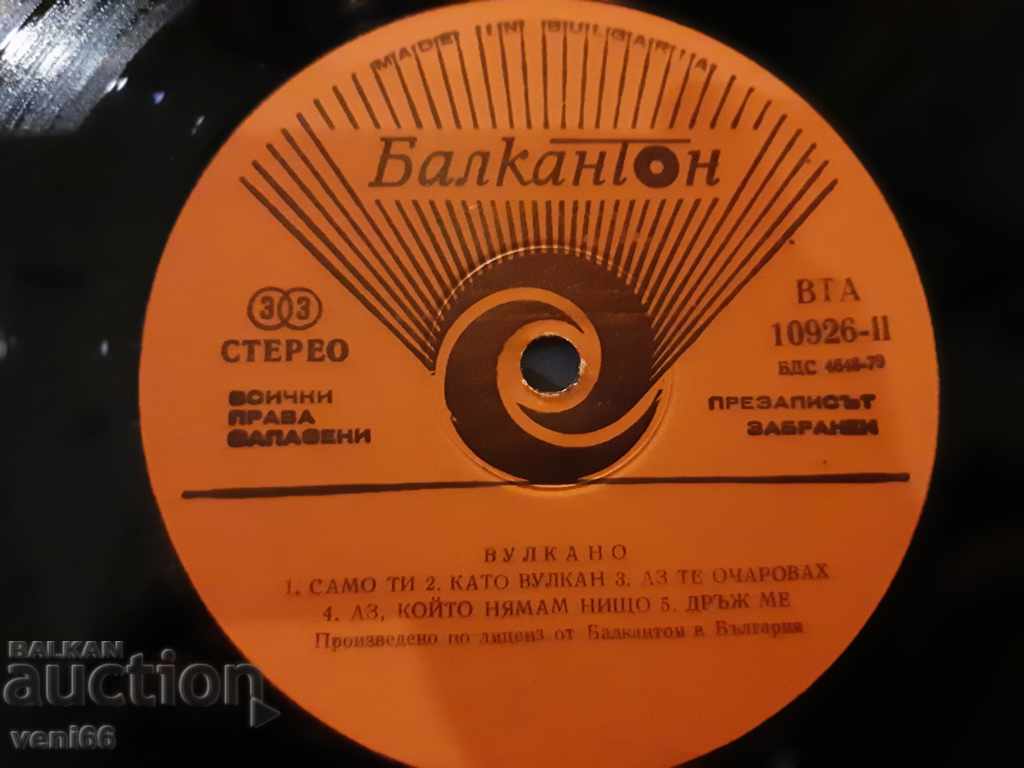 MADE IN BULGARIA
Балкантон
33
СТЕРЕО
ВСИЧКИ
ПРАВА
ЗАПАЗЕНИ
ВТА
10926-II
БДС 4648-79
ПРЕЗАПИСЪТ
ЗАБРАНЕН
ВУЛКАНО
1. САМО ТИ 2. КАТО ВУЛКАН 3. АЗ ТЕ ОЧАРОВАХ
4. АЗ, КОЙТО НЯМАМ НИЩО 5. ДРЪЖ МЕ
Произведено по лиценз от Балкантон в България
BALKAN
auction
veni66